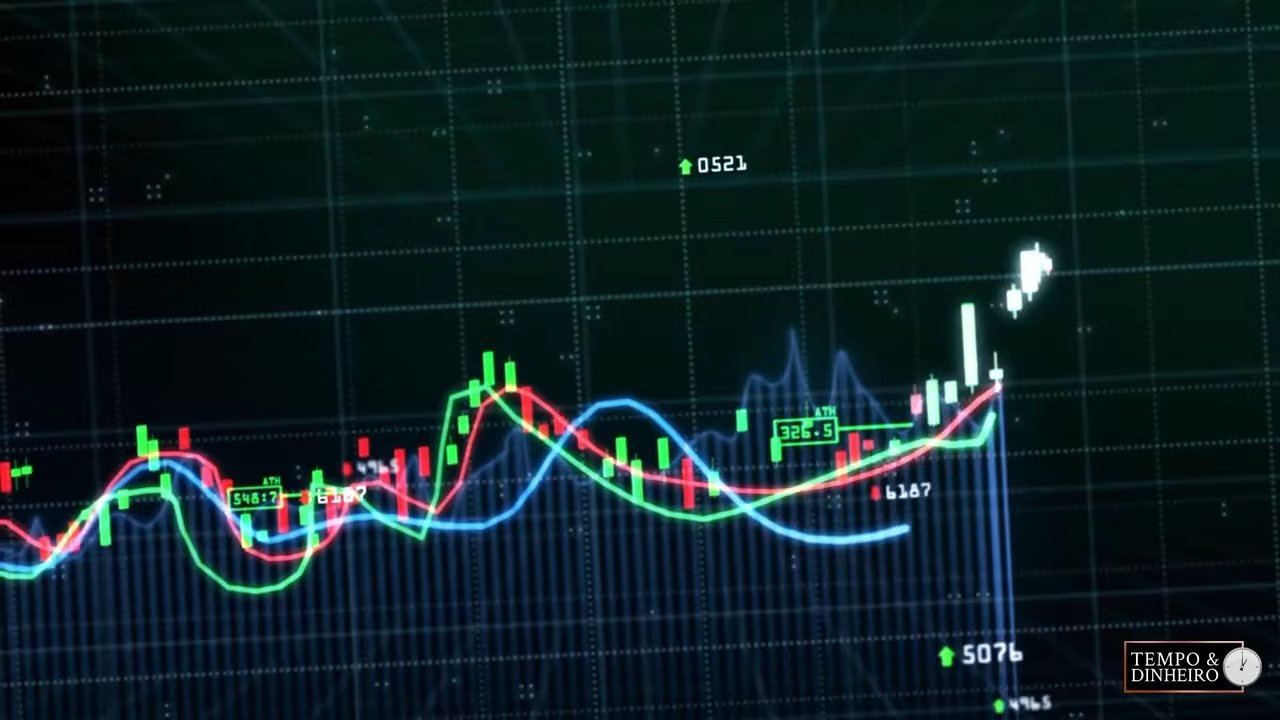 0521
ATH
326.5
4965
ATH
548:7
6187
6187
5076
4965
TEMPO &
DINHEIRO